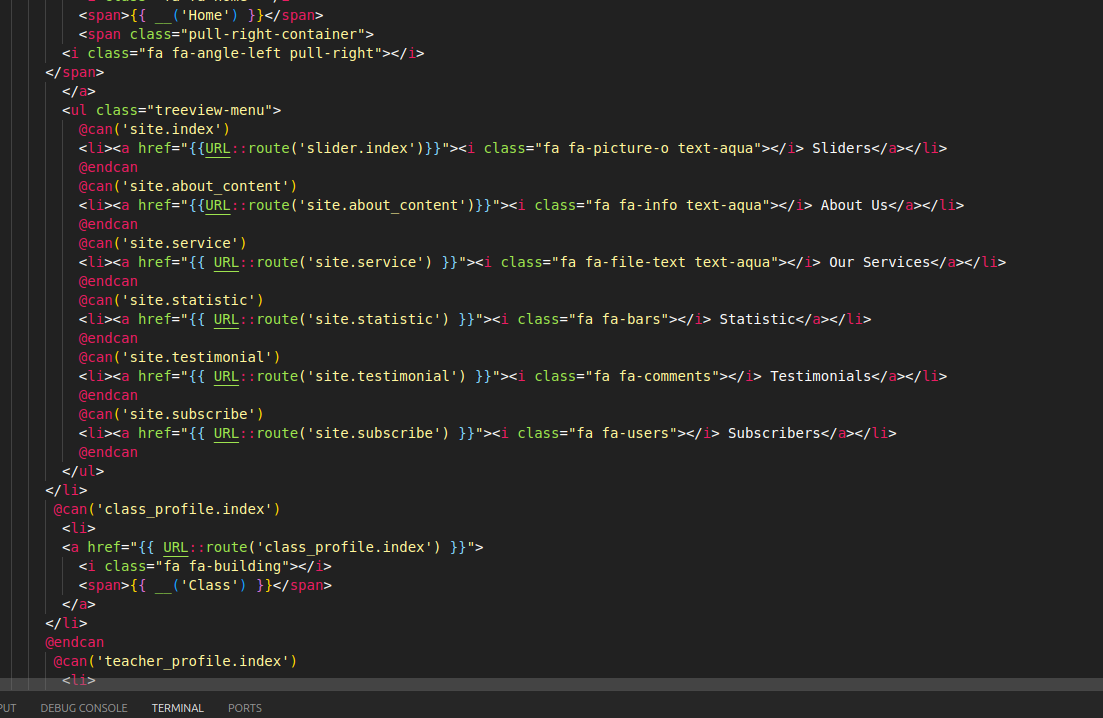 <span>{{ __('Home') }}</span>
<span class="pull-right-container">
<i class="fa fa-angle-left pull-right"></i>
</span>
</a>
<ul class="treeview-menu">
@can('site.index')
<li><a href="{{URL::route('slider.index')}}"><i class="fa fa-picture-o text-aqua"></i> Sliders</a></li>
@endcan
@can('site.about_content')
<li><a href="{{URL::route('site.about_content')}}"><i class="fa fa-info text-aqua"></i> About Us</a></li>
@endcan
@can('site.service')
<li><a href="{{ URL::route('site.service') }}"><i class="fa fa-file-text text-aqua"></i> Our Services</a></li>
@endcan
@can('site.statistic')
<li><a href="{{ URL::route('site.statistic') }}"><i class="fa fa-bars"></i> Statistic</a></li>
@endcan
@can('site.testimonial')
<li><a href="{{ URL::route('site.testimonial') }}"><i class="fa fa-comments"></i> Testimonials</a></li>
@endcan
@can('site.subscribe')
<li><a href="{{ URL::route('site.subscribe') }}"><i class="fa fa-users"></i> Subscribers</a></li>
@endcan
</ul>
</li>
@can('class_profile.index')
<li>
<a href="{{ URL::route('class_profile.index') }}">
<i class="fa fa-building"></i>
<span>{{ __('Class') }}</span>
</a>
</li>
@endcan
@can('teacher_profile.index')
<li>
PUT DEBUG CONSOLE TERMINAL PORTS